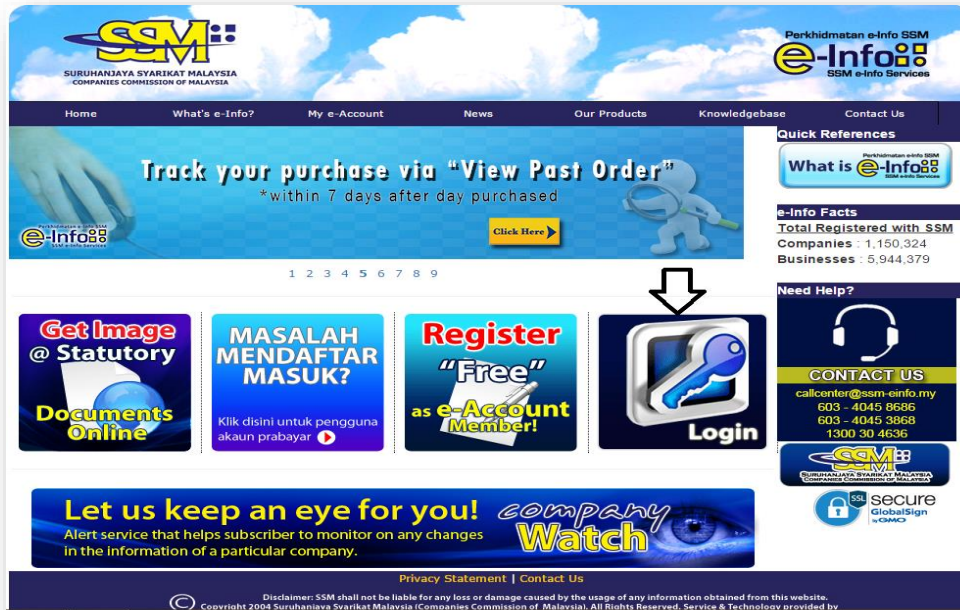 SSM
SURUHANJAYA SYARIKAT MALAYSIA
COMPANIES COMMISSION OF MALAYSIA
Perkhidmatan e-Info SSM
e-Info
SSM e-Info Services
Home What's e-Info? My e-Account News Our Products Knowledgebase Contact Us
Track your purchase via "View Past Order"
*within 7 days after day purchased
Click Here
Perkhidmatan e-Info SSM
e-Info
SSM e-Info Services
1 2 3 4 5 6 7 8 9
Quick References
What is e-Info
Perkhidmatan e-Info SSM
SSM e-Info Services
e-Info Facts
Total Registered with SSM
Companies : 1,150,324
Businesses : 5,944,379
Need Help?
CONTACT US
callcenter@ssm-einfo.my
603 - 4045 8686
603 - 4045 3868
1300 30 4636
SSM
SURUHANJAYA SYARIKAT MALAYSIA
COMPANIES COMMISSION OF MALAYSIA
SSL
secure
GlobalSign
by GMO
Get Image
@ Statutory
Documents
Online
MASALAH
MENDAFTAR
MASUK?
Klik disini untuk pengguna
akaun prabayar
Register
"Free"
as e-Account
Member!
Login
Let us keep an eye for you!
Alert service that helps subscriber to monitor on any changes
in the information of a particular company.
company
Watch
Privacy Statement | Contact Us
Disclaimer: SSM shall not be liable for any loss or damage caused by the usage of any information obtained from this website.
© Copyright 2004 Suruhanjaya Syarikat Malaysia (Companies Commission of Malaysia). All Rights Reserved. Service & Technology provided by